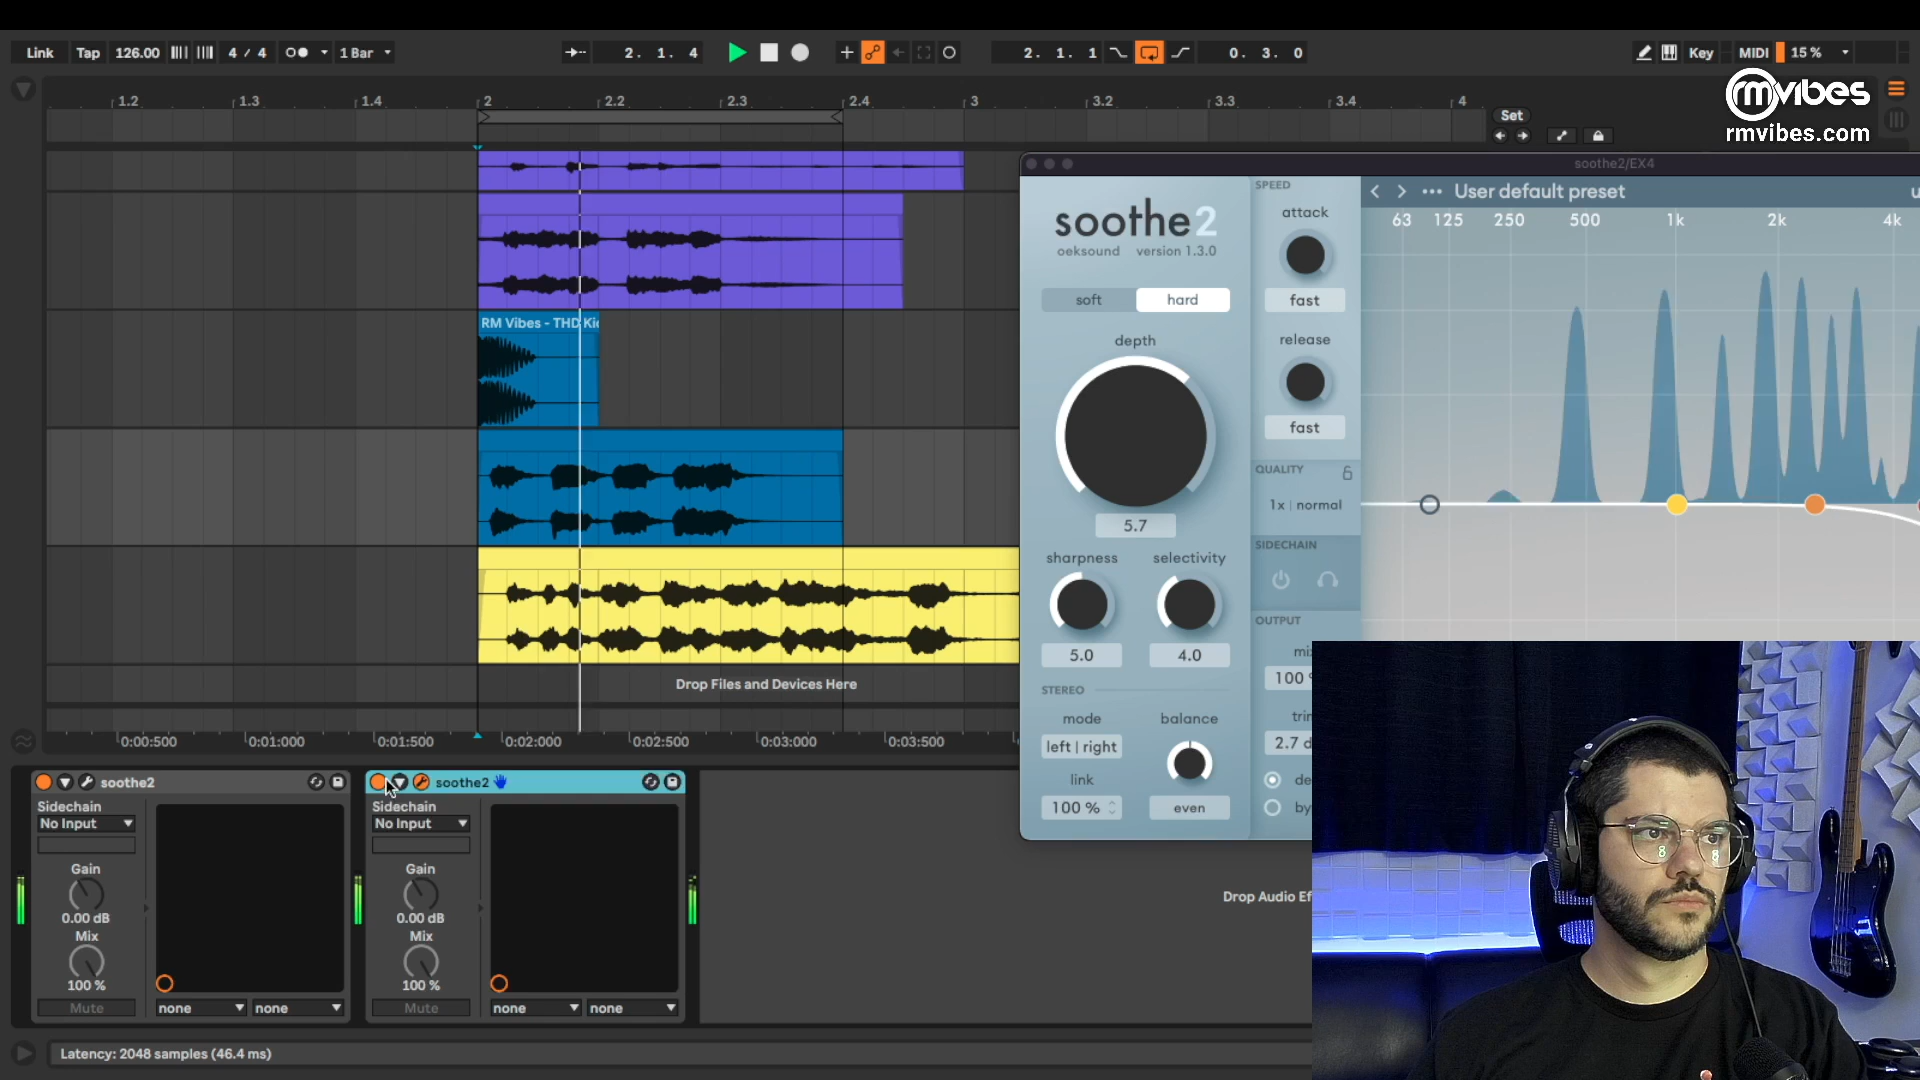 Link Tap 126.00 4 / 4 1 Bar 2. 1. 4 2. 1. 1 0. 3. 0 Key MIDI 15 %
rmvibes
rmvibes.com
1.2 1.3 1.4 2 2.2 2.3 2.4 3 3.2 3.3 3.4 4
Set
soothe2/EX4
soothe2
oeksound version 1.3.0
soft hard
depth
5.7
sharpness selectivity
5.0 4.0
STEREO
mode balance
left | right
link
100 % even
SPEED
attack
fast
release
fast
QUALITY
1x | normal
SIDECHAIN
OUTPUT
100
2.7
de
by
User default preset
63 125 250 500 1k 2k 4k
RM Vibes - THD
Drop Files and Devices Here
0:00:500 0:01:000 0:01:500 0:02:000 0:02:500 0:03:000 0:03:500
soothe2
Sidechain
No Input
Gain
0.00 dB
Mix
100 %
Mute
none none
soothe2
Sidechain
No Input
Gain
0.00 dB
Mix
100 %
Mute
none none
Drop Audio
Latency: 2048 samples (46.4 ms)